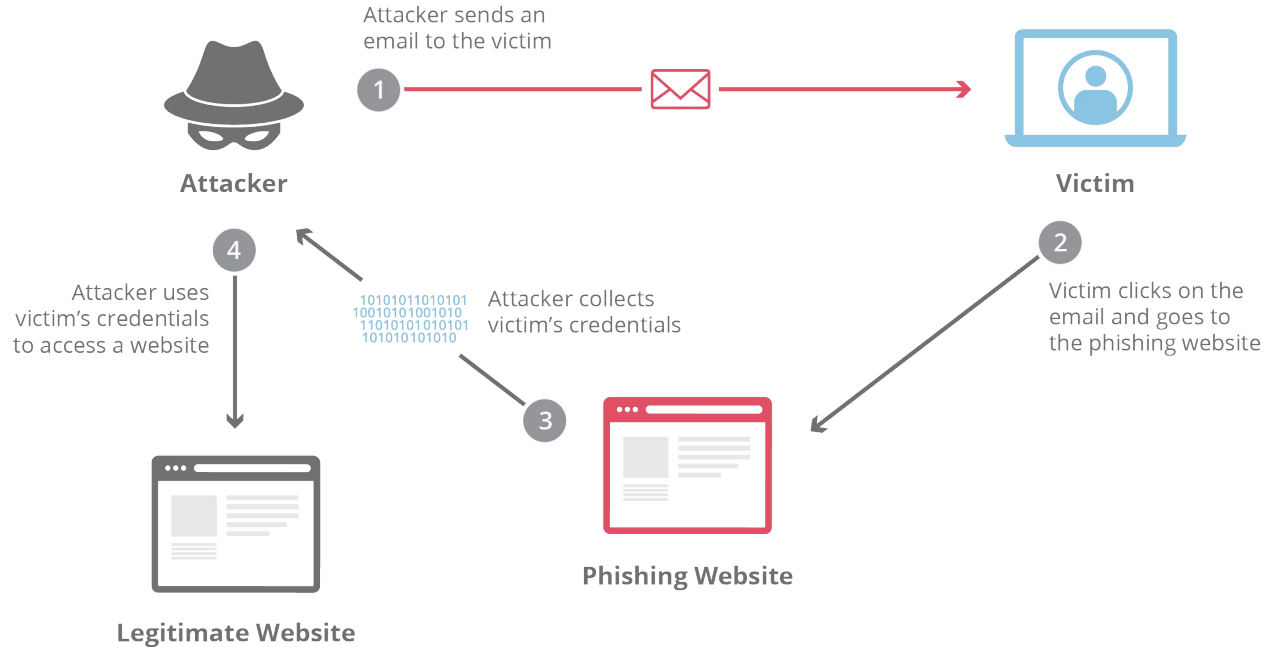 Attacker sends an
email to the victim
1
Attacker
Victim
4
2
Attacker uses
victim’s credentials
to access a website
10101011010101
10010101001010
11010101010101
101010101010
Attacker collects
victim’s credentials
Victim clicks on the
email and goes to
the phishing website
3
Phishing Website
Legitimate Website